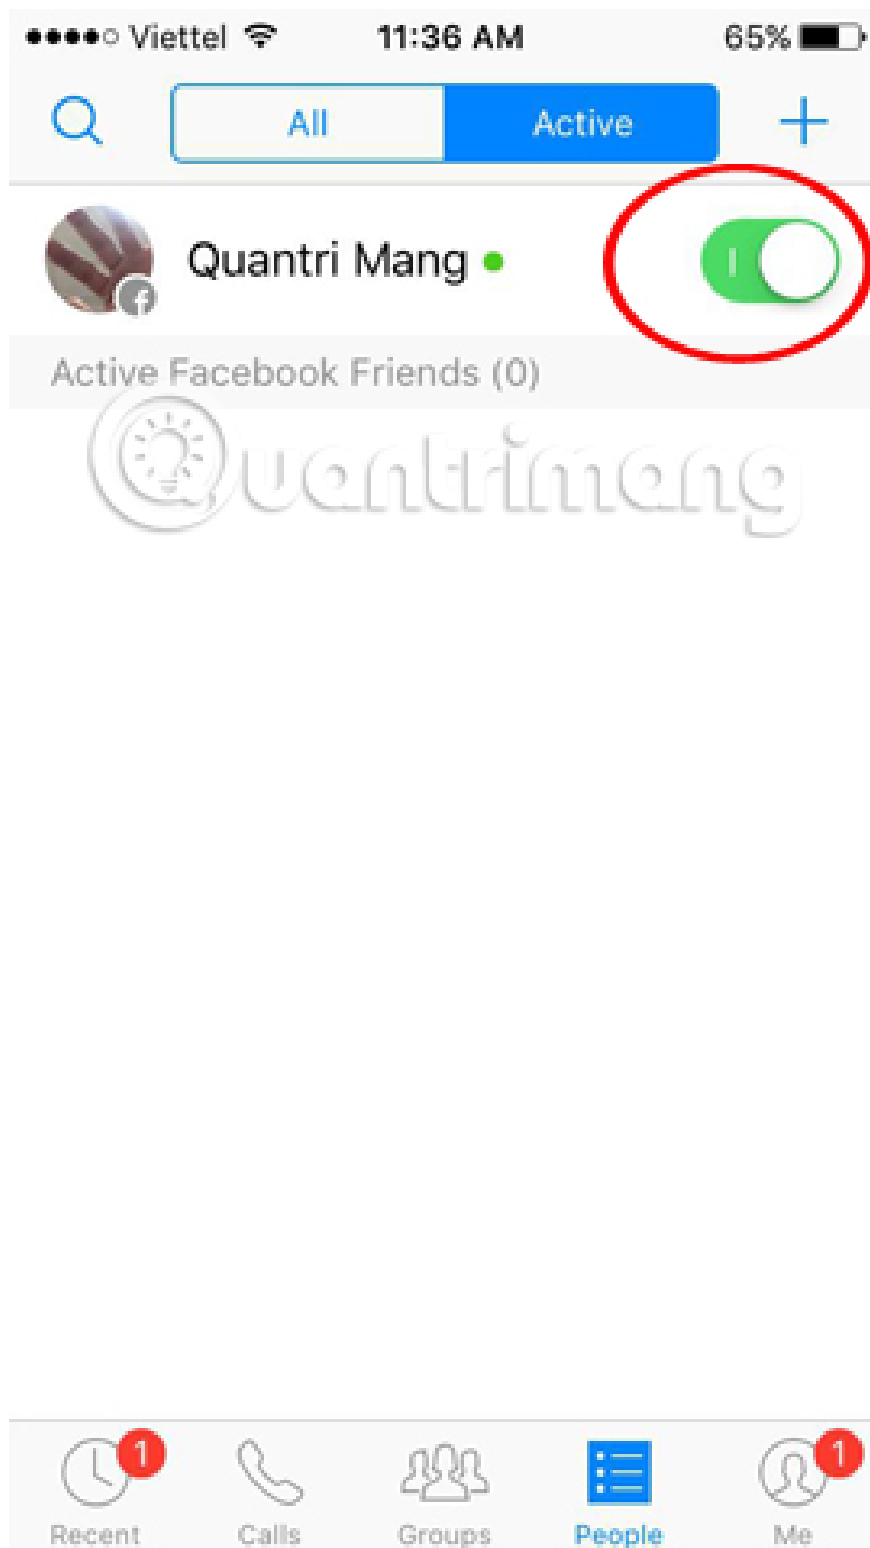 Viettel 11:36 AM 65%
All Active
Quantri Mang
Active Facebook Friends (0)
Quantrimang
1 1
Recent Calls Groups People Me